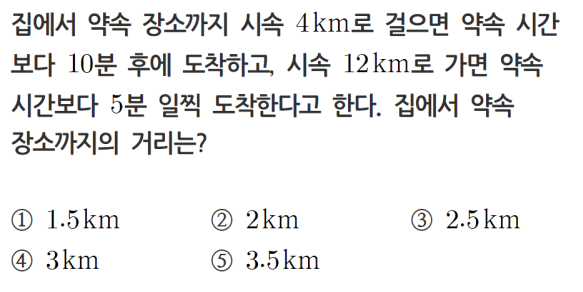 집에서 약속 장소까지 시속 4km로 걸으면 약속 시간
보다 10분 후에 도착하고, 시속 12km로 가면 약속
시간보다 5분 일찍 도착한다고 한다. 집에서 약속
장소까지의 거리는?
① 1.5km ② 2km ③ 2.5km
④ 3km ⑤ 3.5km